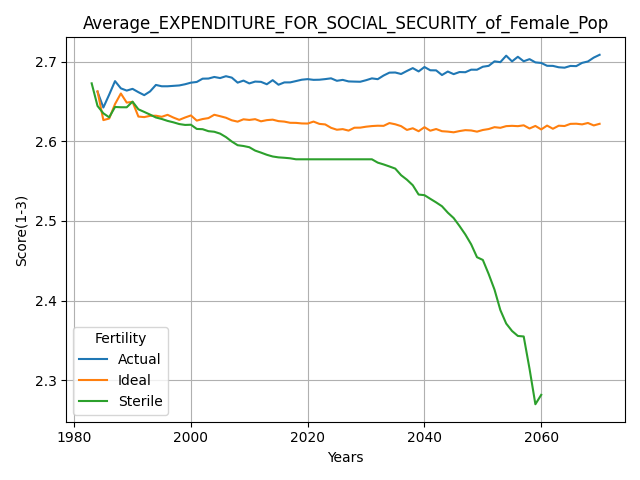 Average_EXPENDITURE_FOR_SOCIAL_SECURITY_of_Female_Pop
2.7
2.6
2.5
2.4
2.3
Score(1-3)
Fertility
Actual
Ideal
Sterile
1980
2000
2020
2040
2060
Years